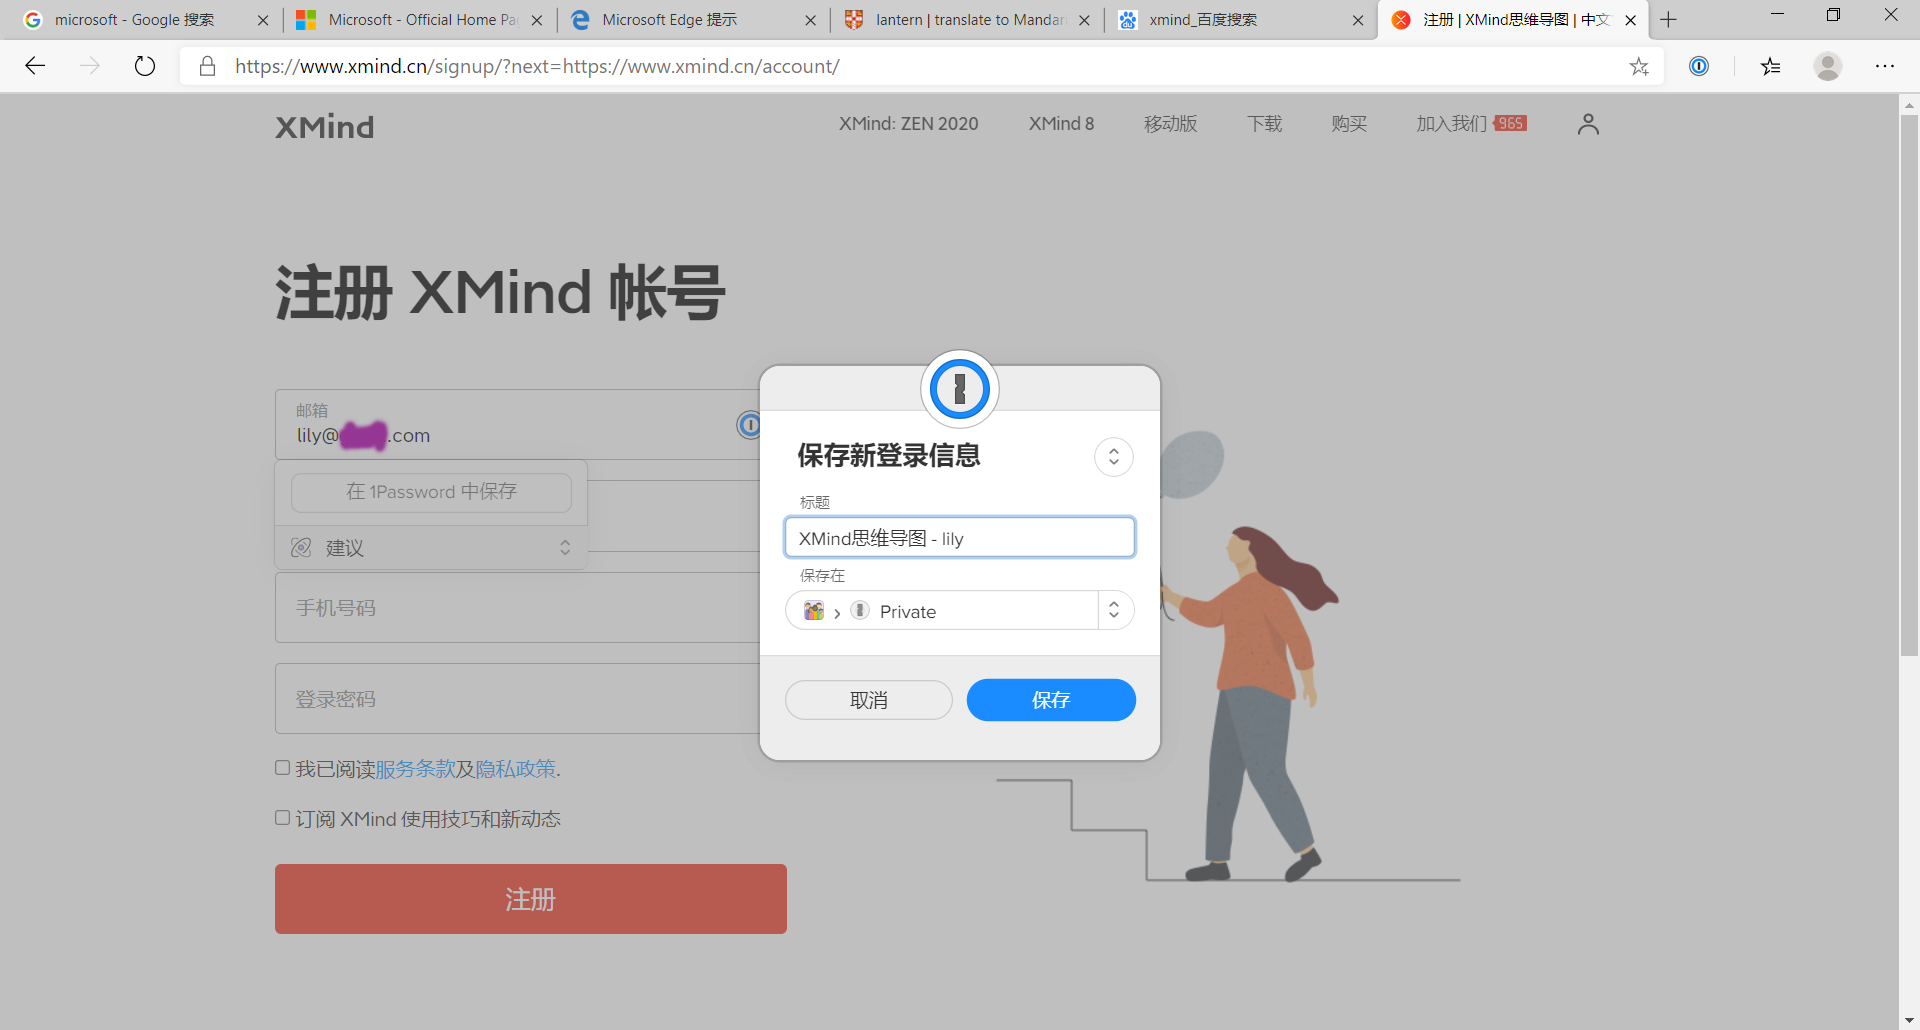 microsoft - Google 搜索
Microsoft - Official Home Pa
Microsoft Edge 提示
lantern | translate to Mandar
xmind_百度搜索
注册 | XMind思维导图 | 中文
https://www.xmind.cn/signup/?next=https://www.xmind.cn/account/
XMind
XMind: ZEN 2020
XMind 8
移动版
下载
购买
加入我们 965
注册 XMind 帐号
邮箱
lily@ .com
在 1Password 中保存
建议
手机号码
登录密码
我已阅读服务条款及隐私政策.
订阅 XMind 使用技巧和新动态
注册
保存新登录信息
标题
XMind思维导图 - lily
保存在
Private
取消
保存